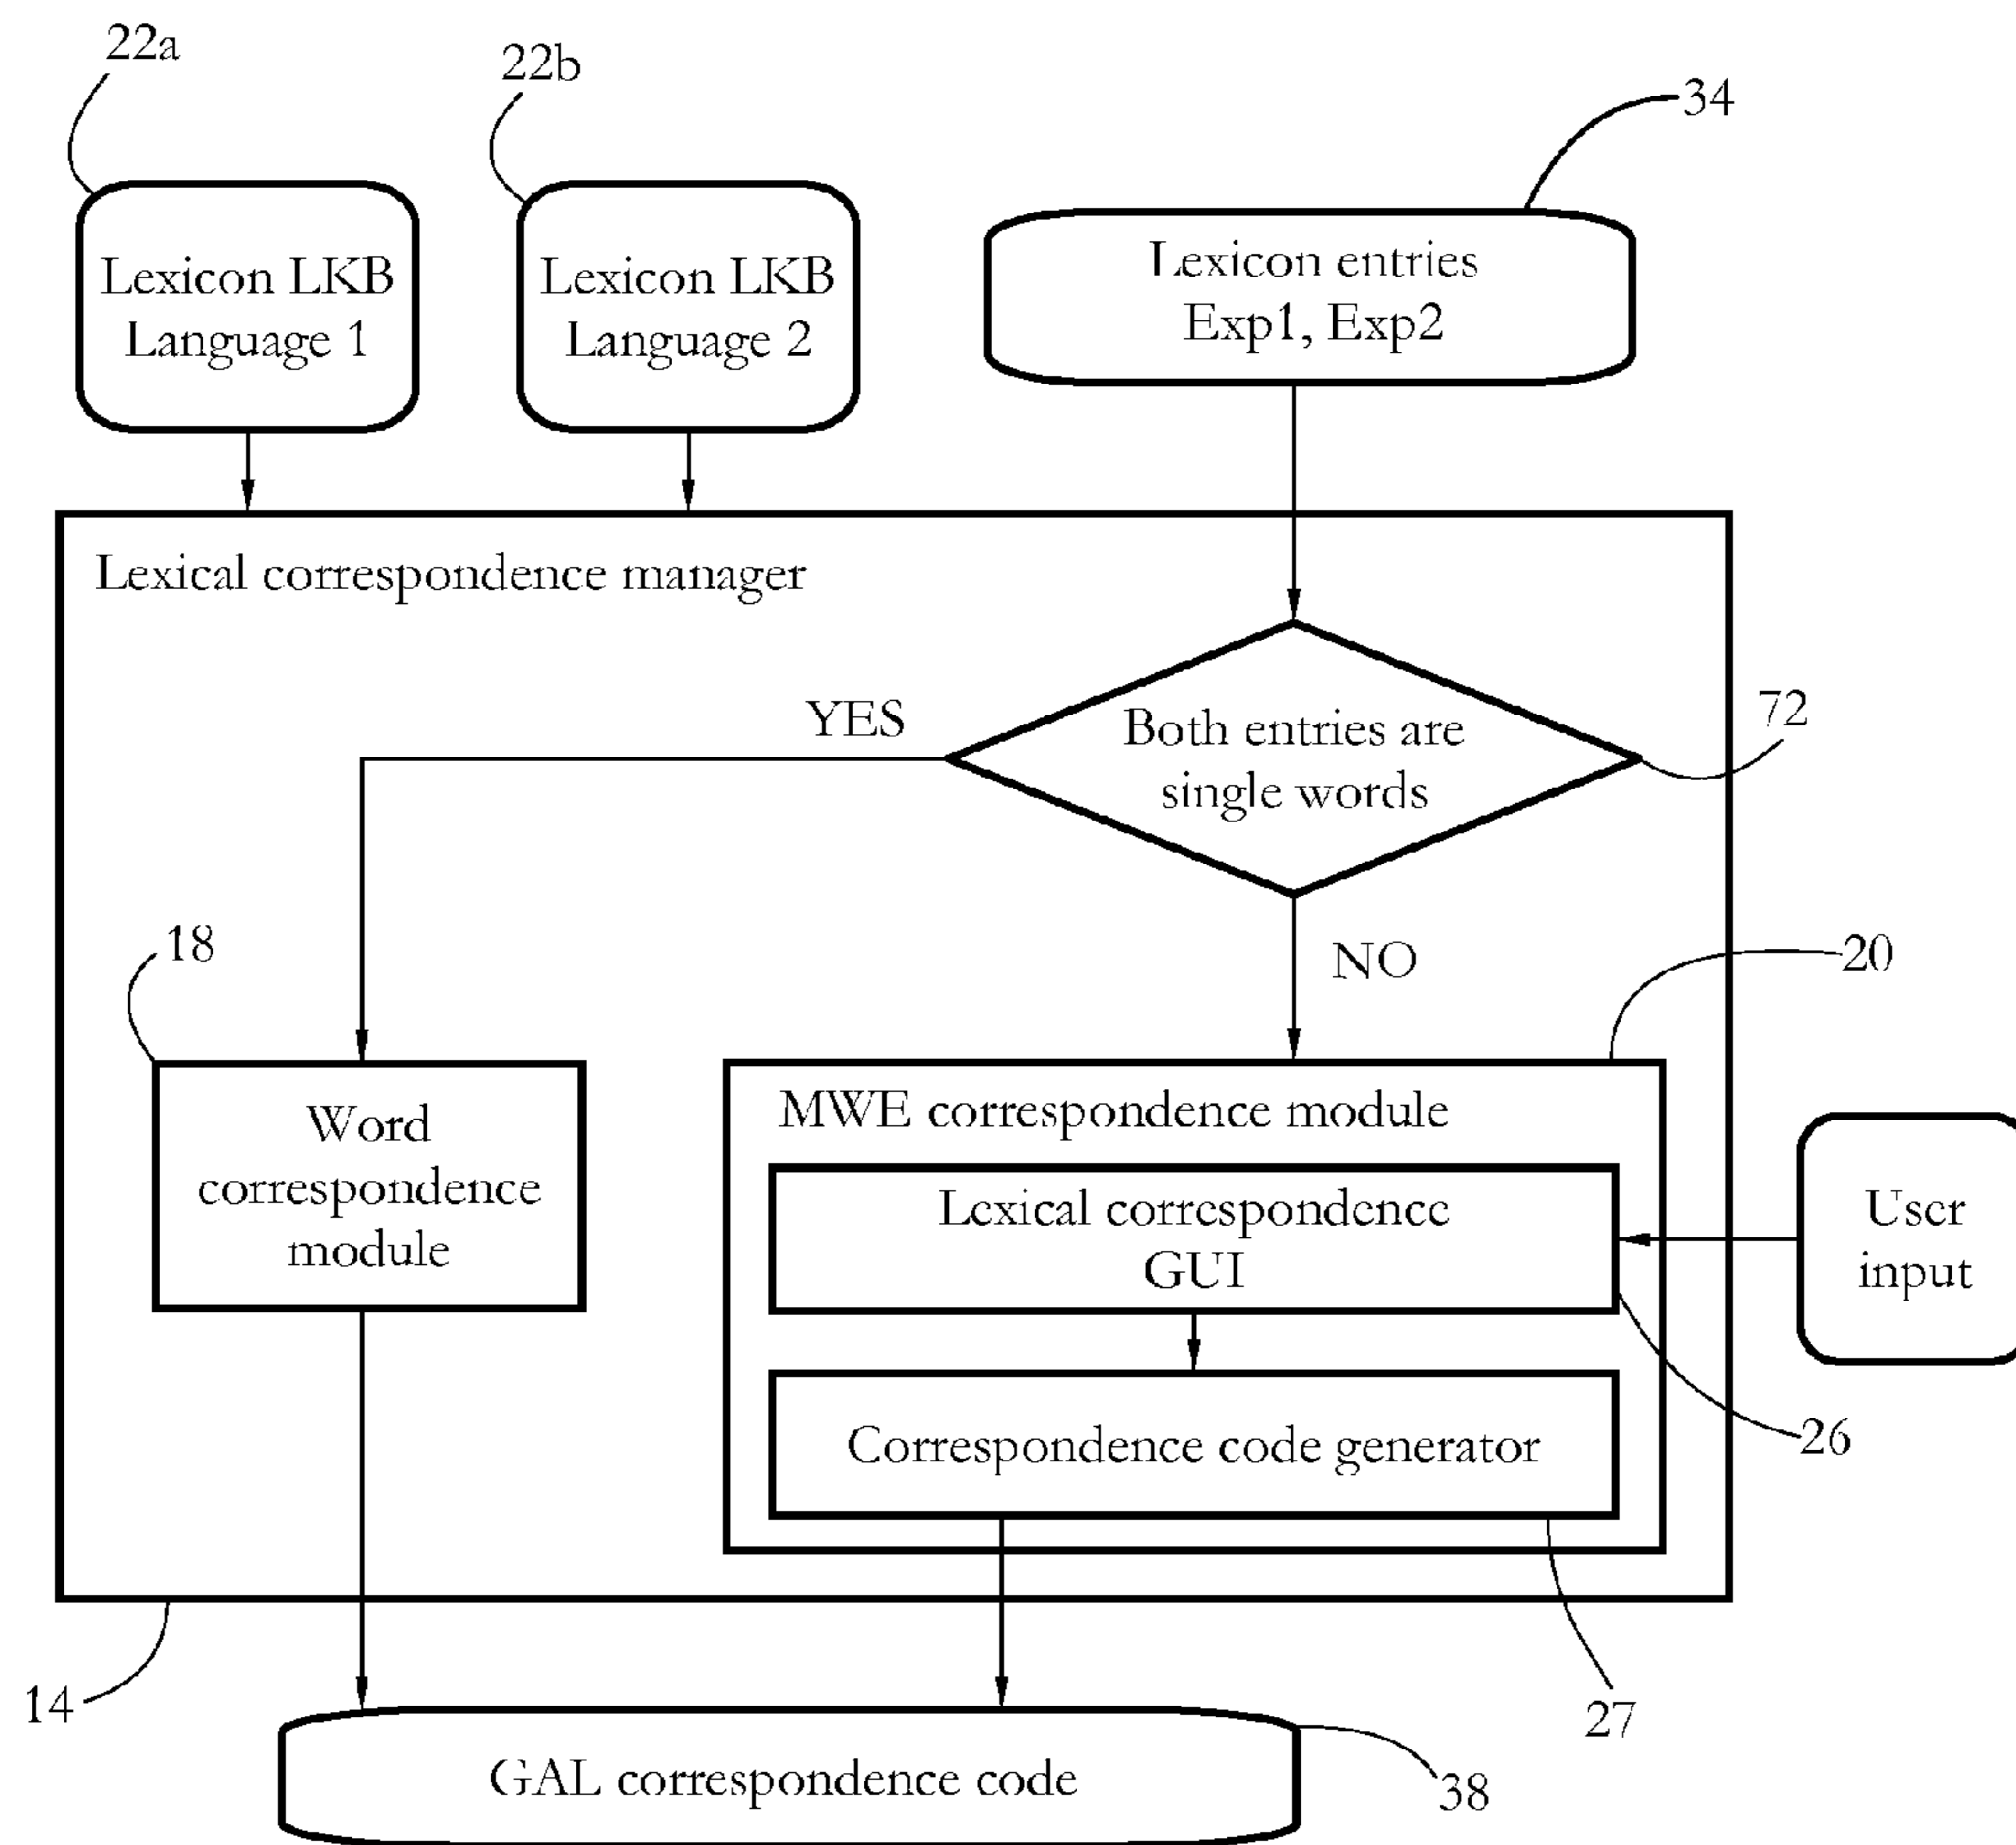 22a
22b
34
Lexicon LKB
Language 1
Lexicon LKB
Language 2
Lexicon entries
Exp1, Exp2
Lexical correspondence manager
YES
Both entries are
single words
72
18
NO
20
Word
correspondence
module
MWE correspondence module
Lexical correspondence
GUI
User
input
Correspondence code generator
26
14
27
GAL correspondence code
38